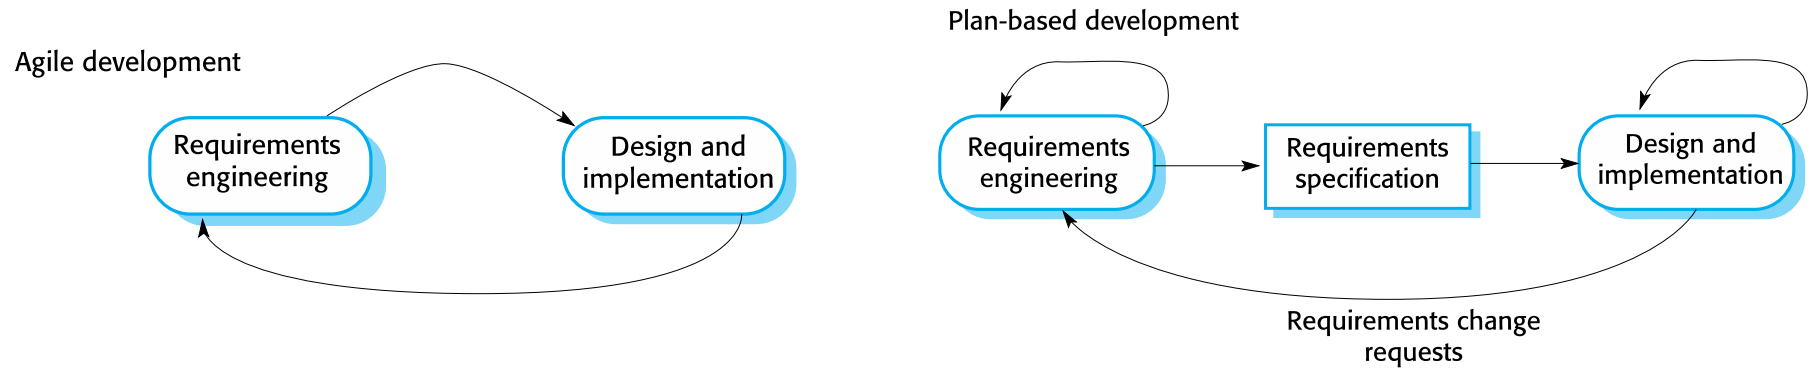 Agile development
Requirements
engineering
Design and
implementation
Plan-based development
Requirements
engineering
Requirements
specification
Design and
implementation
Requirements change
requests